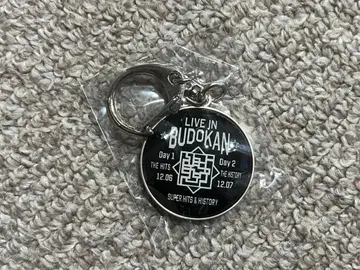 LIVE IN
BUDOKAN
Day 1
THE HITS
12.06
Day 2
THE HISTORY
12.07
SUPER HITS & HISTORY